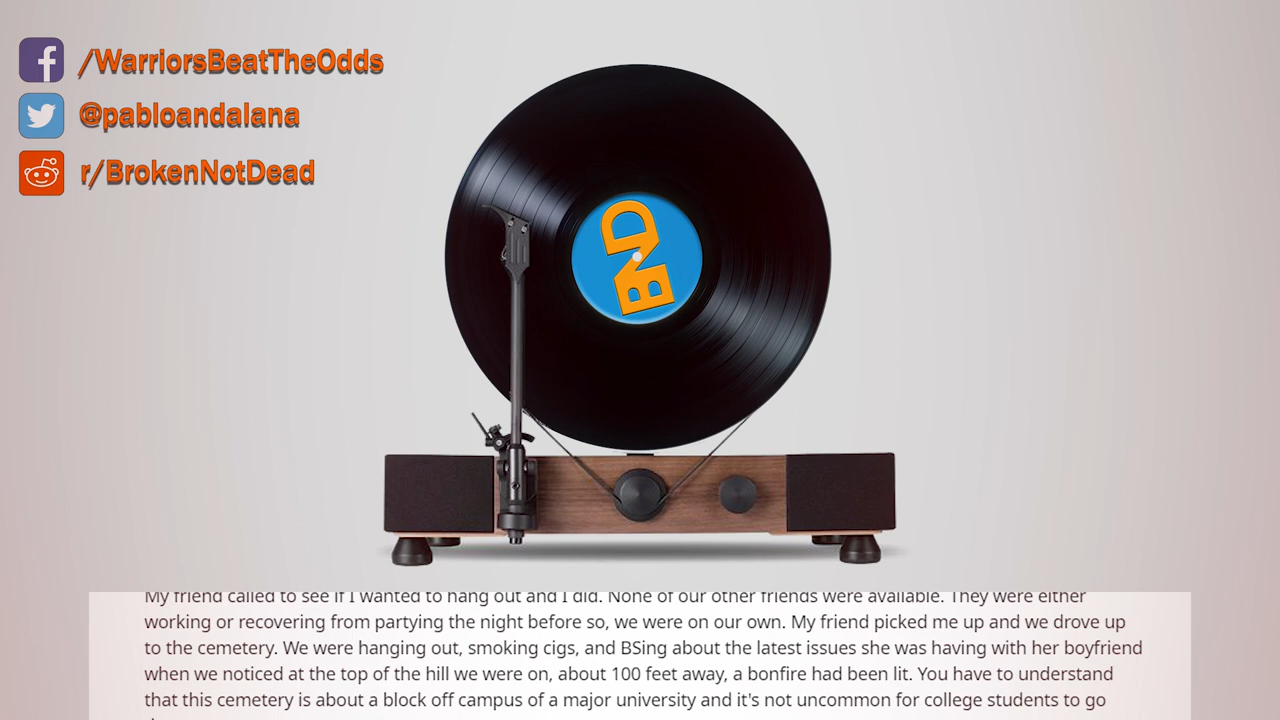 /WarriorsBeatTheOdds
@pabloandalana
r/BrokenNotDead
BND
My friend called to see if I wanted to hang out and I did. None of our other friends were available. They were either
working or recovering from partying the night before so, we were on our own. My friend picked me up and we drove up
to the cemetery. We were hanging out, smoking cigs, and BSing about the latest issues she was having with her boyfriend
when we noticed at the top of the hill we were on, about 100 feet away, a bonfire had been lit. You have to understand
that this cemetery is about a block off campus of a major university and it's not uncommon for college students to go